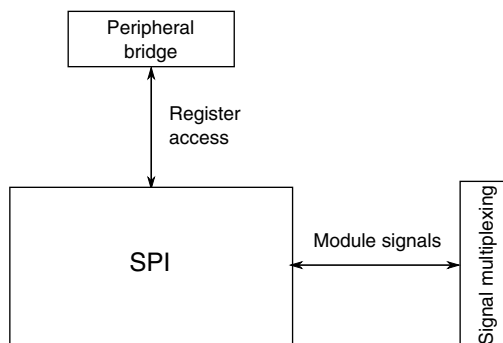 Peripheral
bridge
Register
access
SPI
Module signals
Signal multiplexing